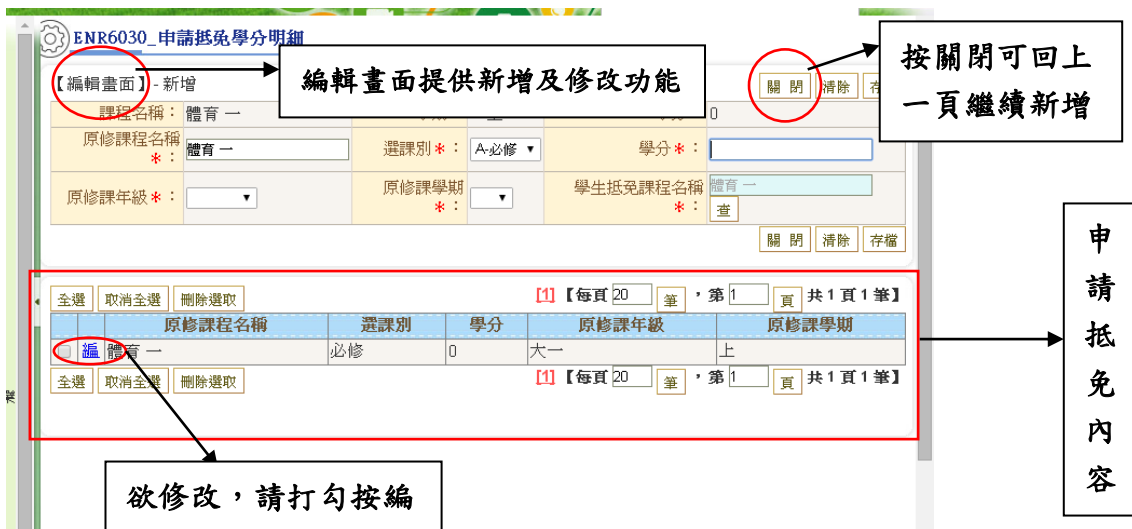 ENR6030_申請抵免學分明細
【編輯畫面】- 新增
編輯畫面提供新增及修改功能
關 閉 清除
按關閉可回上
一頁繼續新增
課程名稱： 體育 一 0
原修課程名稱＊： 體育 一 選課別＊： A-必修 學分＊：
原修課年級＊： 原修課學期＊： 學生抵免課程名稱＊： 體育 一 查
關 閉 清除 存檔
全選 取消全選 刪除選取 [1]【每頁 20 筆，第 1 頁 共 1 頁 1 筆】
原修課程名稱 選課別 學分 原修課年級 原修課學期
編 體育 一 必修 0 大一 上
全選 取消全選 刪除選取 [1]【每頁 20 筆，第 1 頁 共 1 頁 1 筆】
申
請
抵
免
內
容
欲修改，請打勾按編